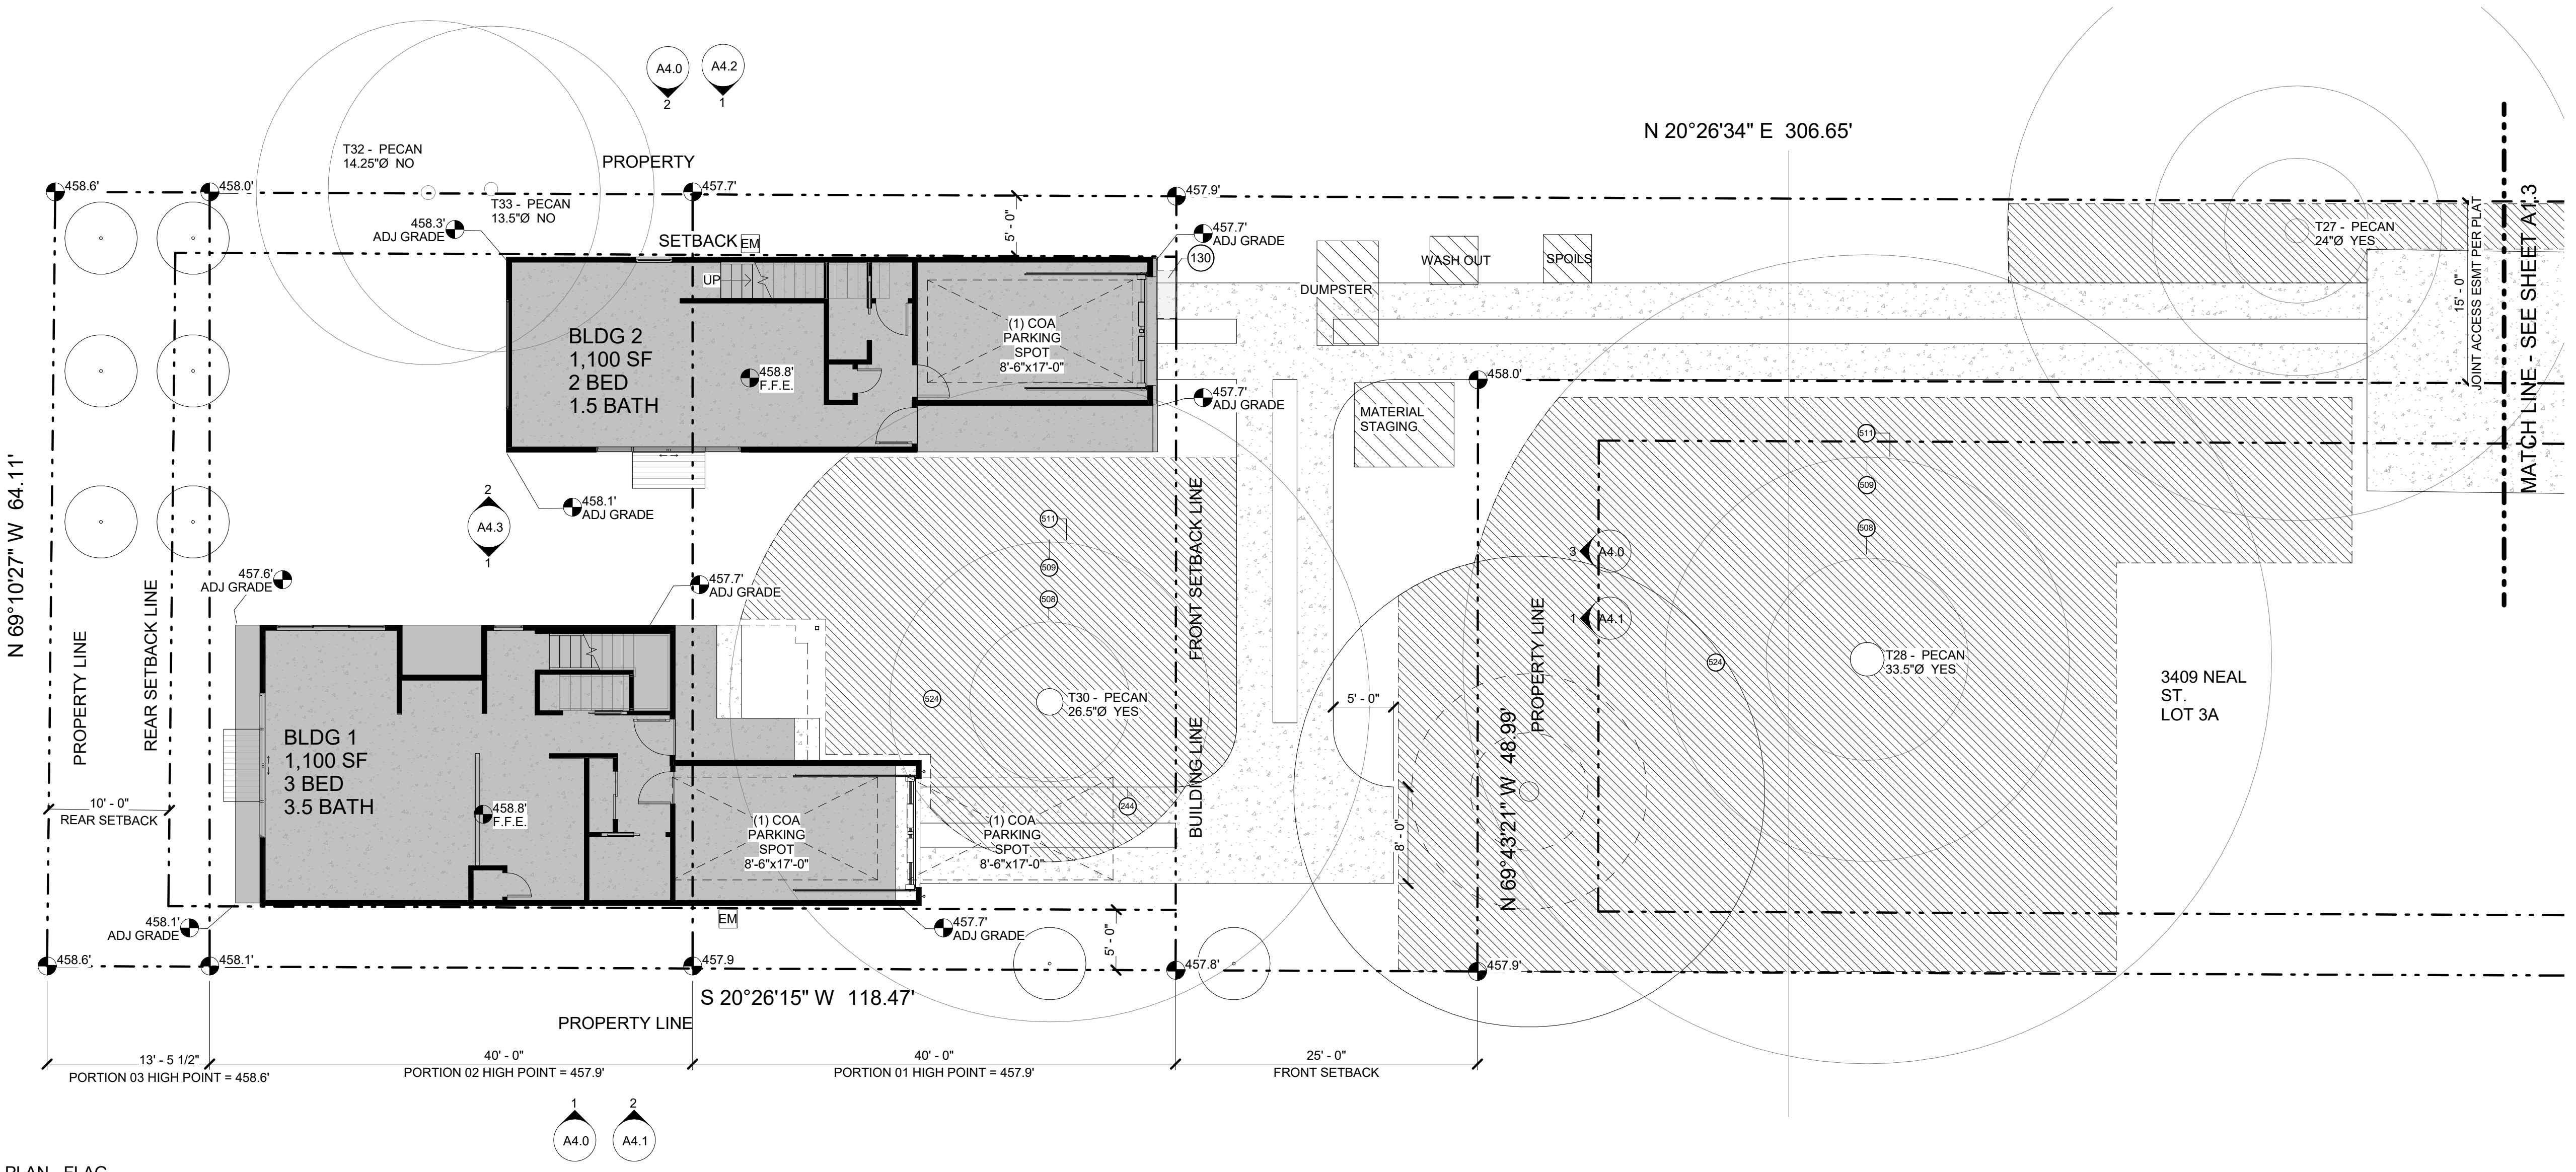 A4.0
2
A4.2
1
N 20°26'34" E  306.65'
T32 -  PECAN
14.25"Ø  NO
PROPERTY
458.6'
458.0'
457.7'
457.9'
T33 -  PECAN
13.5"Ø  NO
458.3'
ADJ GRADE
SETBACK
EM
5' - 0"
457.7'
ADJ GRADE
130
UP
DUMPSTER
WASH OUT
SPOILS
T27 - PECAN
24"Ø  YES
15' - 0"
JOINT ACCESS ESMT PER PLAT
MATCH LINE - SEE SHEET A1.3
BLDG 2
1,100 SF
2 BED
1.5 BATH
458.8'
F.F.E.
(1) COA
PARKING
SPOT
8'-6"x17'-0"
457.7'
ADJ GRADE
458.0'
MATERIAL
STAGING
511
509
508
N 69°10'27" W  64.11'
2
A4.3
1
458.1'
ADJ GRADE
511
509
508
FRONT SETBACK LINE
3
A4.0
1
A4.1
457.6'
ADJ GRADE
457.7'
ADJ GRADE
PROPERTY LINE
REAR SETBACK LINE
PROPERTY LINE
524
T28 - PECAN
33.5"Ø  YES
3409 NEAL
ST.
LOT 3A
524
T30 -  PECAN
26.5"Ø  YES
5' - 0"
BLDG 1
1,100 SF
3 BED
3.5 BATH
458.8'
F.F.E.
10' - 0"
REAR SETBACK
(1) COA
PARKING
SPOT
8'-6"x17'-0"
(1) COA
PARKING
SPOT
8'-6"x17'-0"
244
BUILDING LINE
8' - 0"
N 69°43'21" W  48.99'
458.1'
ADJ GRADE
EM
457.7'
ADJ GRADE
5' - 0"
458.6'
458.1'
457.9
457.8'
457.9'
S 20°26'15" W  118.47'
PROPERTY LINE
13' - 5 1/2"
PORTION 03 HIGH POINT = 458.6'
40' - 0"
PORTION 02 HIGH POINT = 457.9'
40' - 0"
PORTION 01 HIGH POINT = 457.9'
25' - 0"
FRONT SETBACK
1
A4.0
2
A4.1
PLAN - FLAG